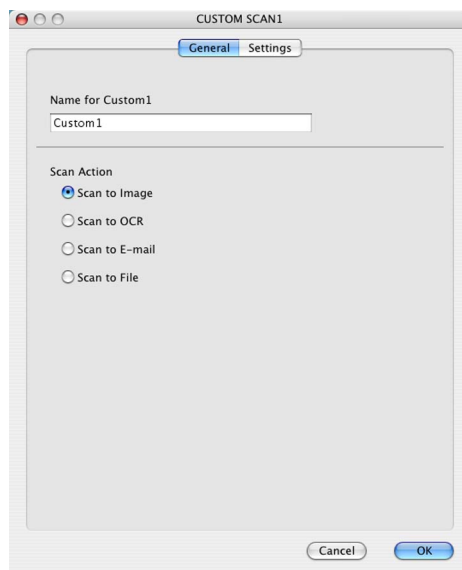 CUSTOM SCAN1
General Settings
Name for Custom1
Custom1
Scan Action
Scan to Image
Scan to OCR
Scan to E-mail
Scan to File
Cancel OK